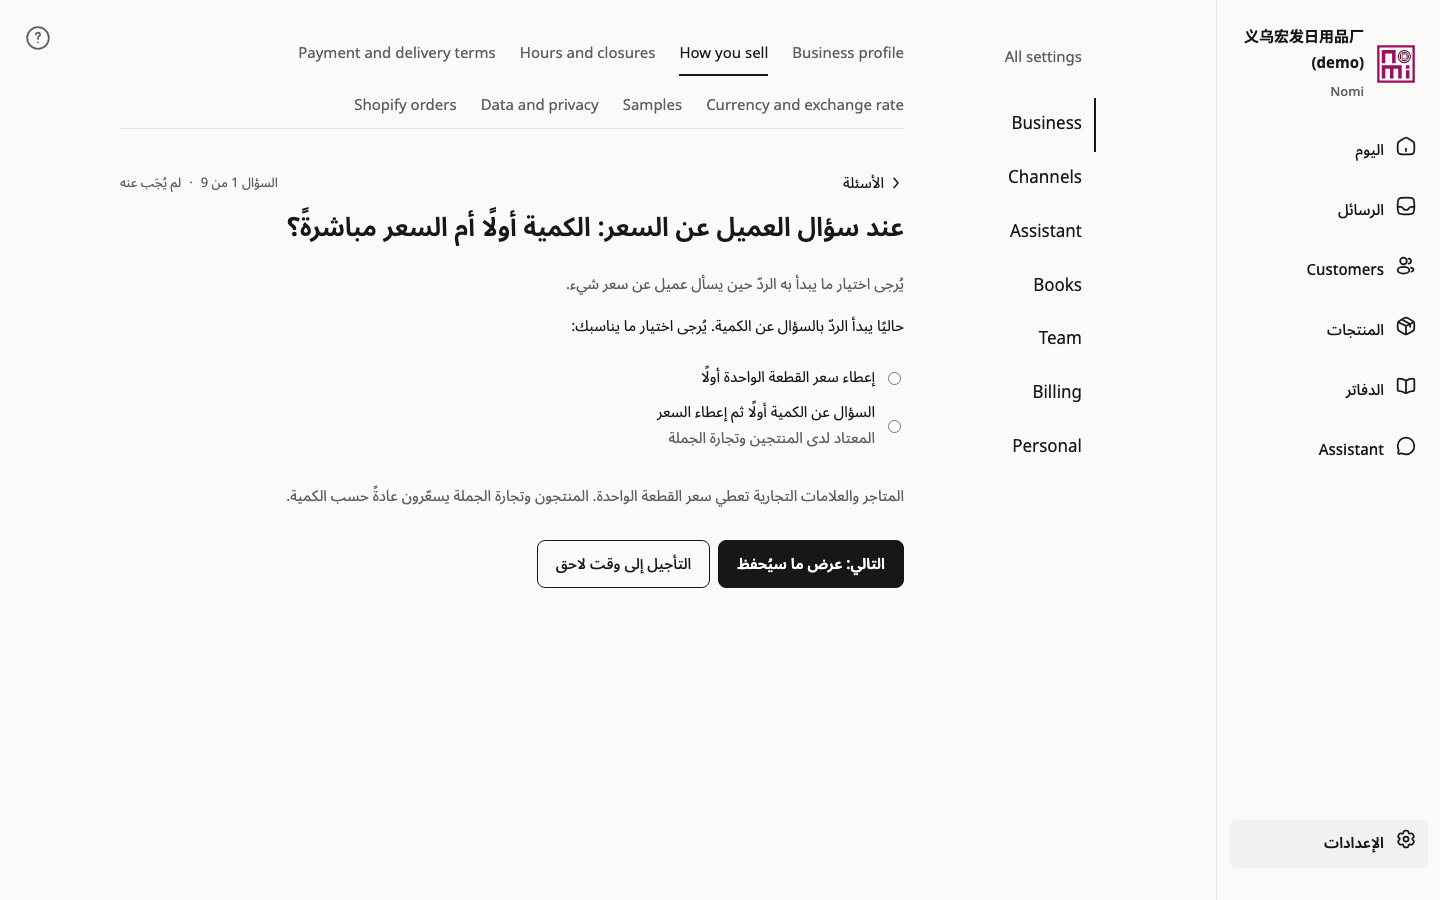 义乌宏发日用品厂
(demo)
Nomi
اليوم
الرسائل
Customers
المنتجات
الدفاتر
Assistant
الإعدادات
All settings
Business
Channels
Assistant
Books
Team
Billing
Personal
Business profile
How you sell
Hours and closures
Payment and delivery terms
Currency and exchange rate
Samples
Data and privacy
Shopify orders
الأسئلة
السؤال 1 من 9 · لم يُجَب عنه
عند سؤال العميل عن السعر: الكمية أولًا أم السعر مباشرةً؟
يُرجى اختيار ما يبدأ به الردّ حين يسأل عميل عن سعر شيء.
حاليًا يبدأ الردّ بالسؤال عن الكمية. يُرجى اختيار ما يناسبك:
إعطاء سعر القطعة الواحدة أولًا
السؤال عن الكمية أولًا ثم إعطاء السعر
المعتاد لدى المنتجين وتجارة الجملة
المتاجر والعلامات التجارية تعطي سعر القطعة الواحدة. المنتجون وتجارة الجملة يسعّرون عادةً حسب الكمية.
التالي: عرض ما سيُحفظ
التأجيل إلى وقت لاحق